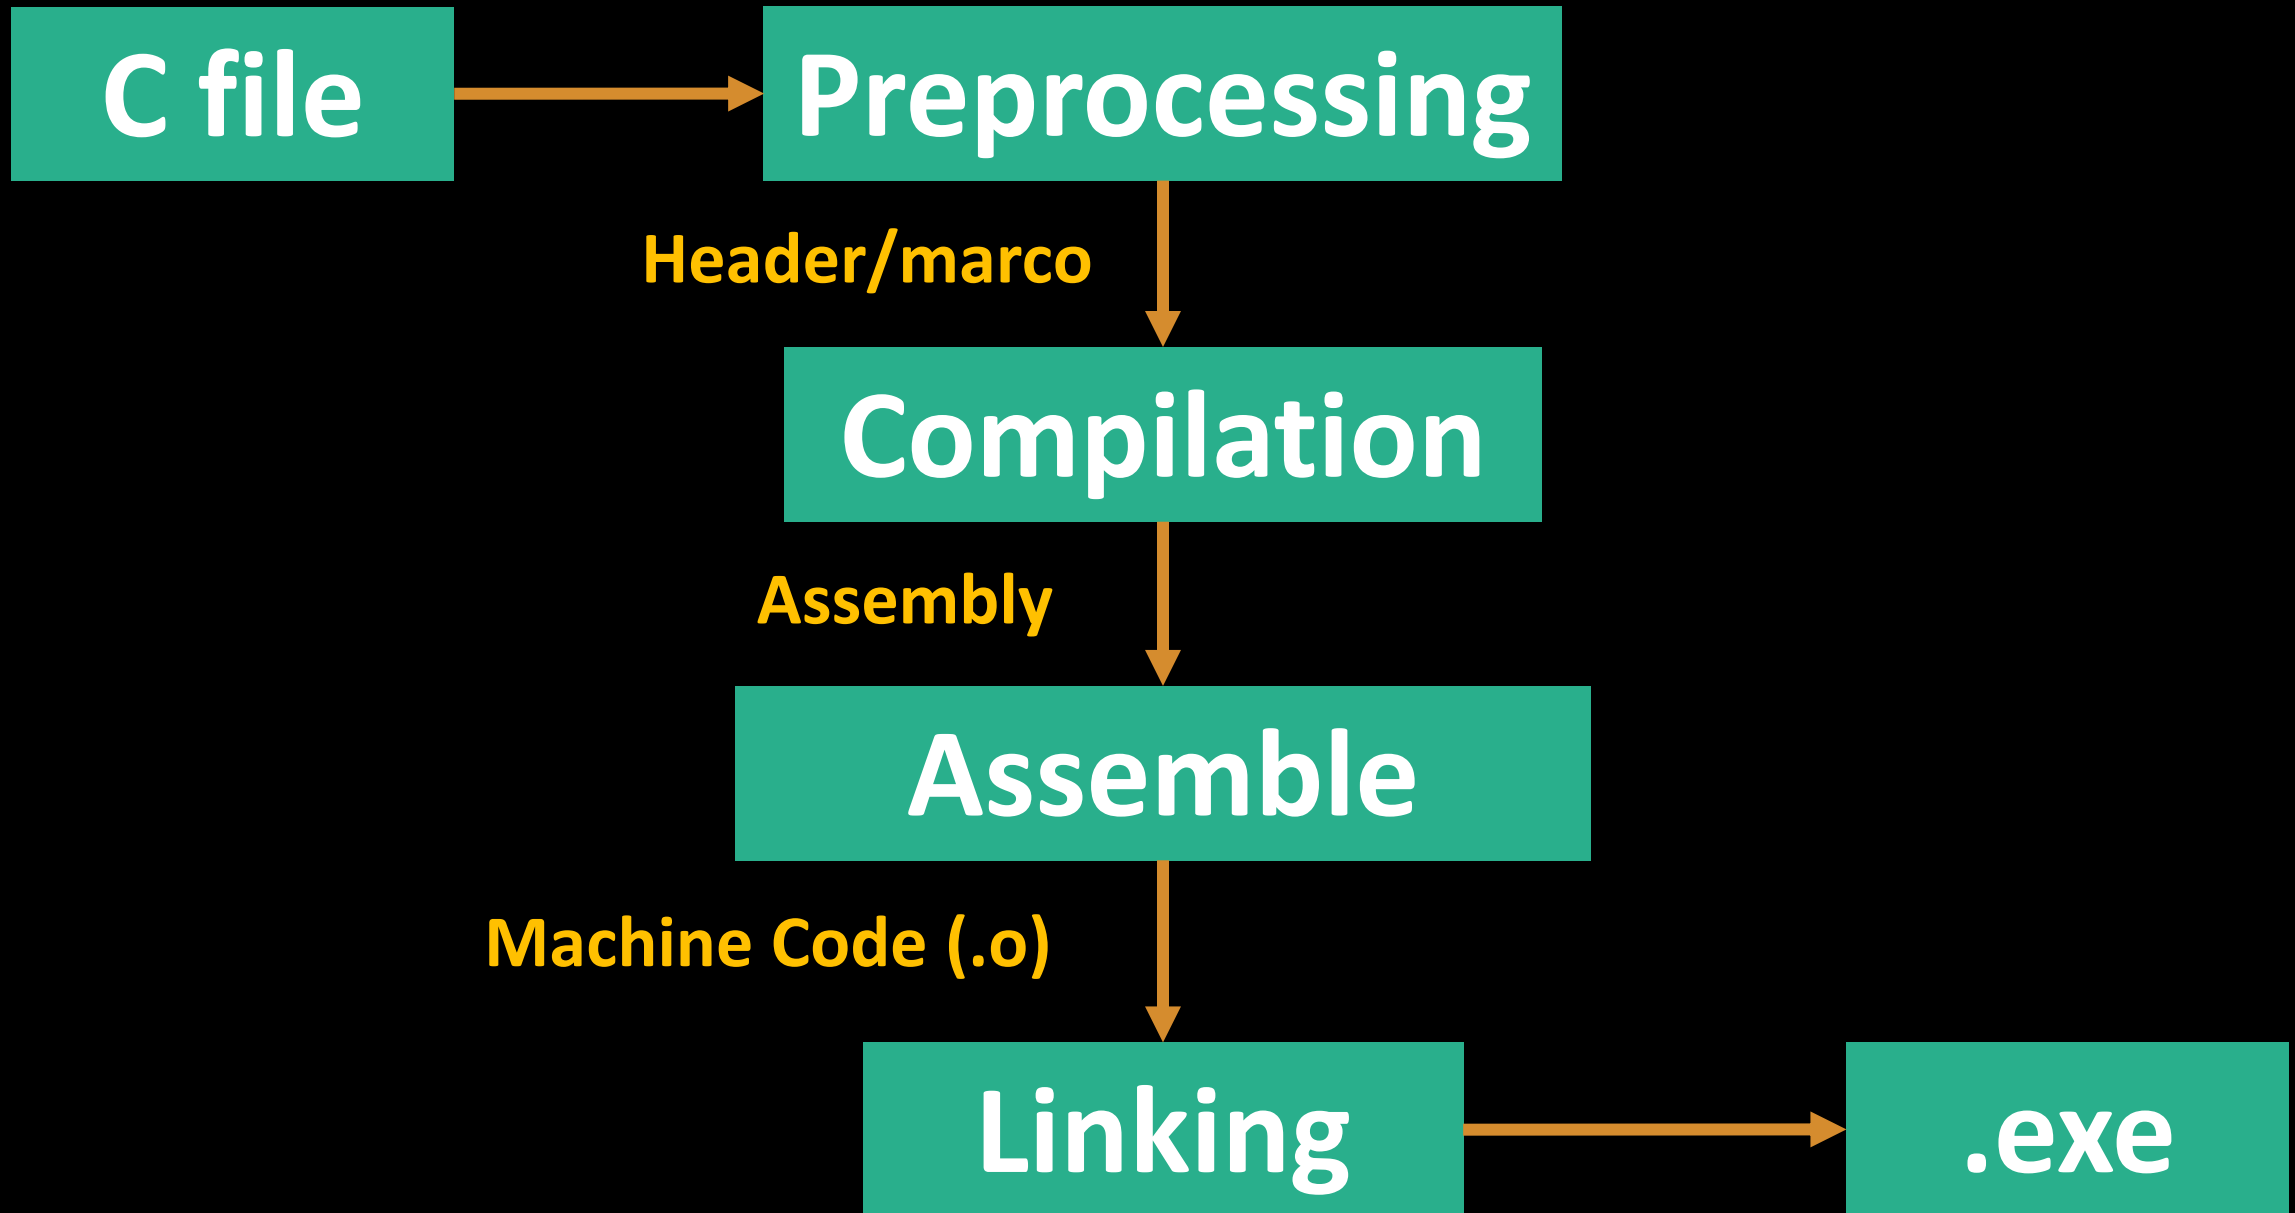 C file
Preprocessing
Header/marco
Compilation
Assembly
Assemble
Machine Code (.o)
Linking
.exe